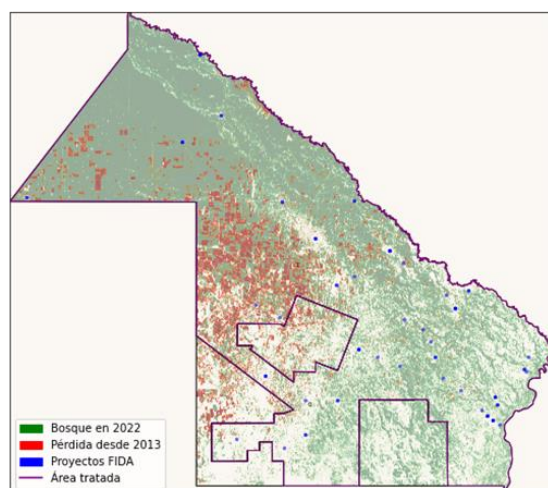 Bosque en 2022
Pérdida desde 2013
Proyectos FIDA
Área tratada